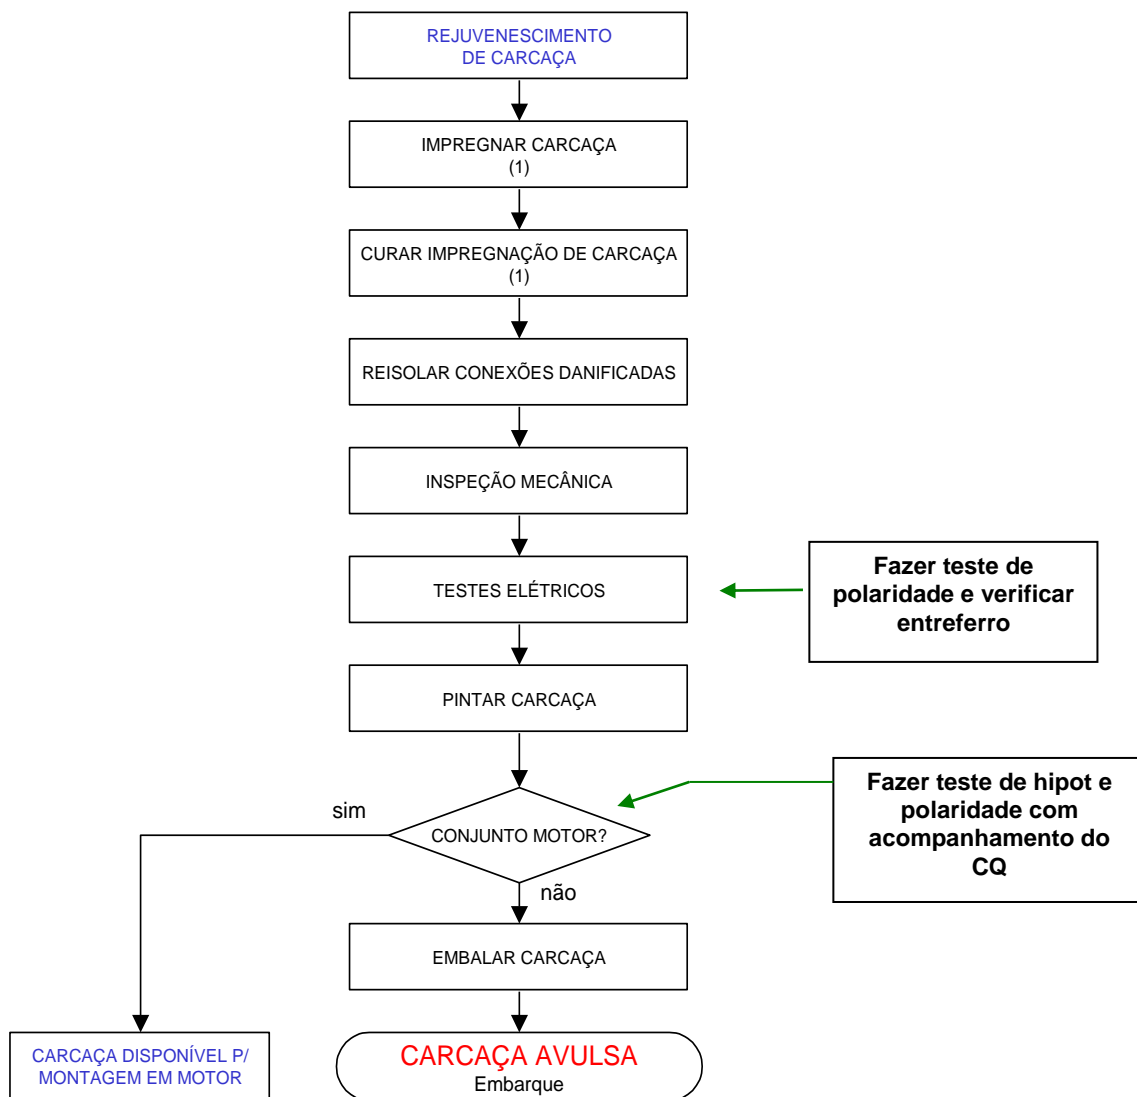 REJUVENESCIMENTO
DE CARCAÇA
IMPREGNAR CARCAÇA
(1)
CURAR IMPREGNAÇÃO DE CARCAÇA
(1)
REISOLAR CONEXÕES DANIFICADAS
INSPEÇÃO MECÂNICA
TESTES ELÉTRICOS
Fazer teste de
polaridade e verificar
entreferro
PINTAR CARCAÇA
Fazer teste de hipot e
polaridade com
acompanhamento do
CQ
sim
CONJUNTO MOTOR?
não
EMBALAR CARCAÇA
CARCAÇA DISPONÍVEL P/
MONTAGEM EM MOTOR
CARCAÇA AVULSA
Embarque